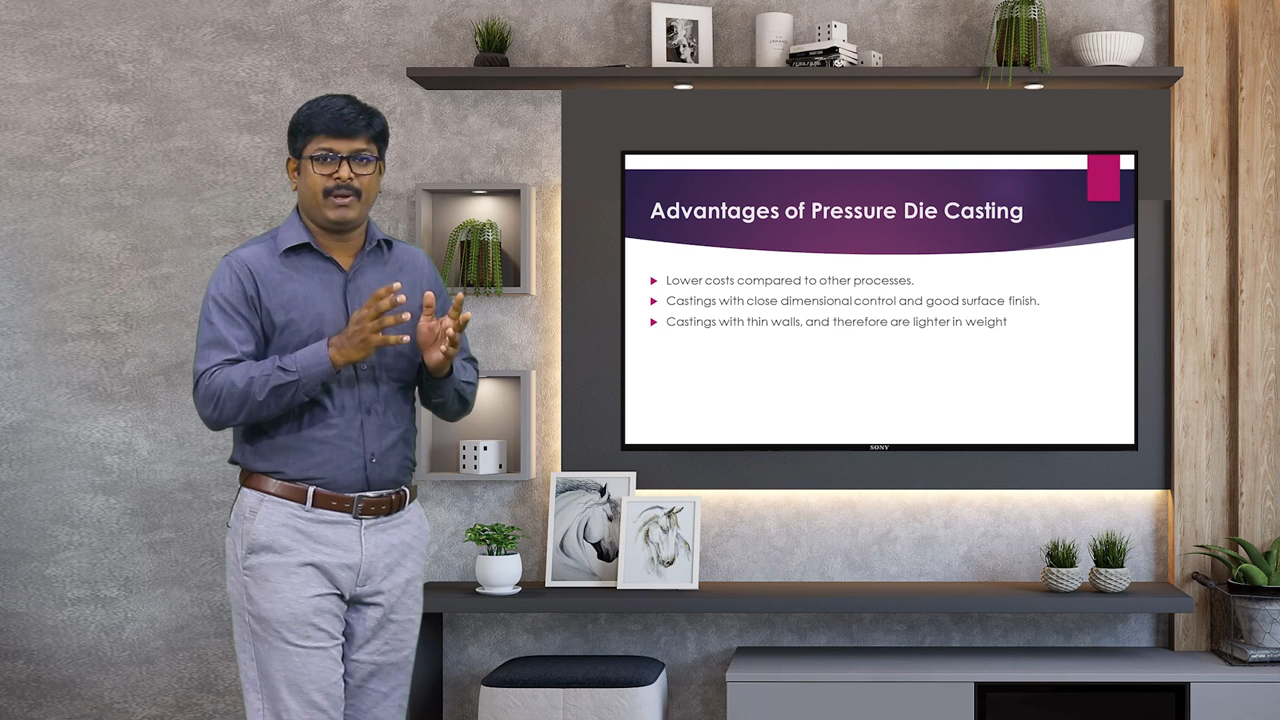 Advantages of Pressure Die Casting
Lower costs compared to other processes.
Castings with close dimensional control and good surface finish.
Castings with thin walls, and therefore are lighter in weight
SONY